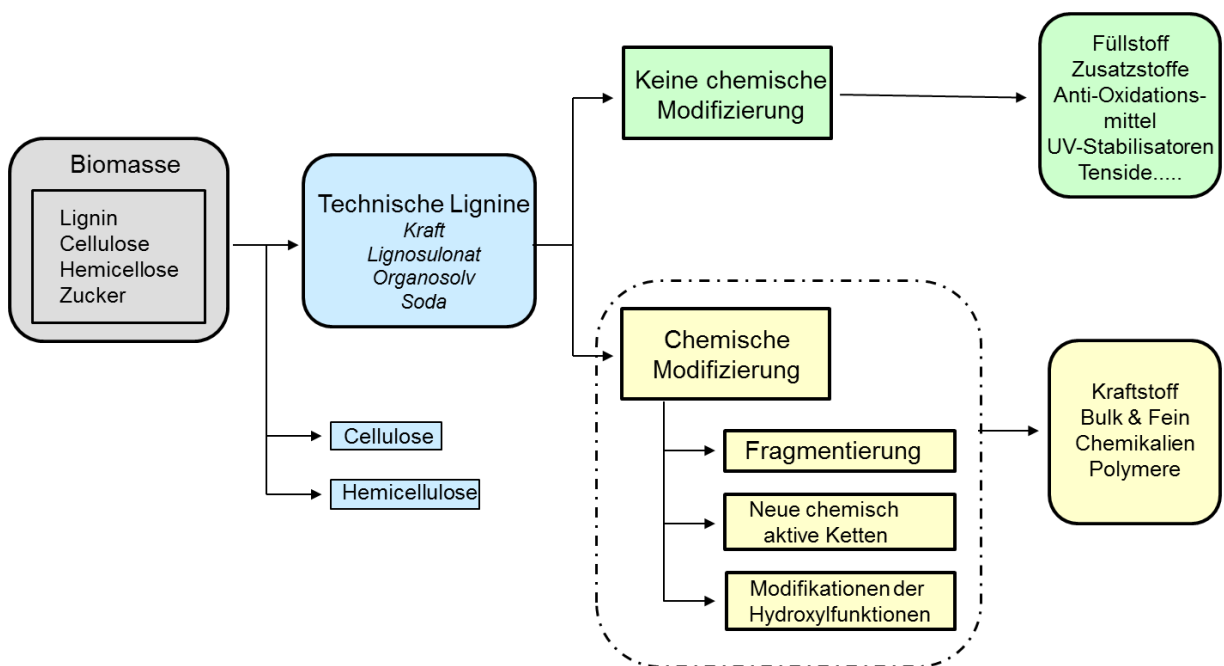 Biomasse
Lignin
Cellulose
Hemicellose
Zucker
Technische Lignine
Kraft
Lignosulonat
Organosolv
Soda
Cellulose
Hemicellulose
Keine chemische
Modifizierung
Füllstoff
Zusatzstoffe
Anti-Oxidations-
mittel
UV-Stabilisatoren
Tenside.....
Chemische
Modifizierung
Fragmentierung
Neue chemisch
aktive Ketten
Modifikationen der
Hydroxylfunktionen
Kraftstoff
Bulk & Fein
Chemikalien
Polymere